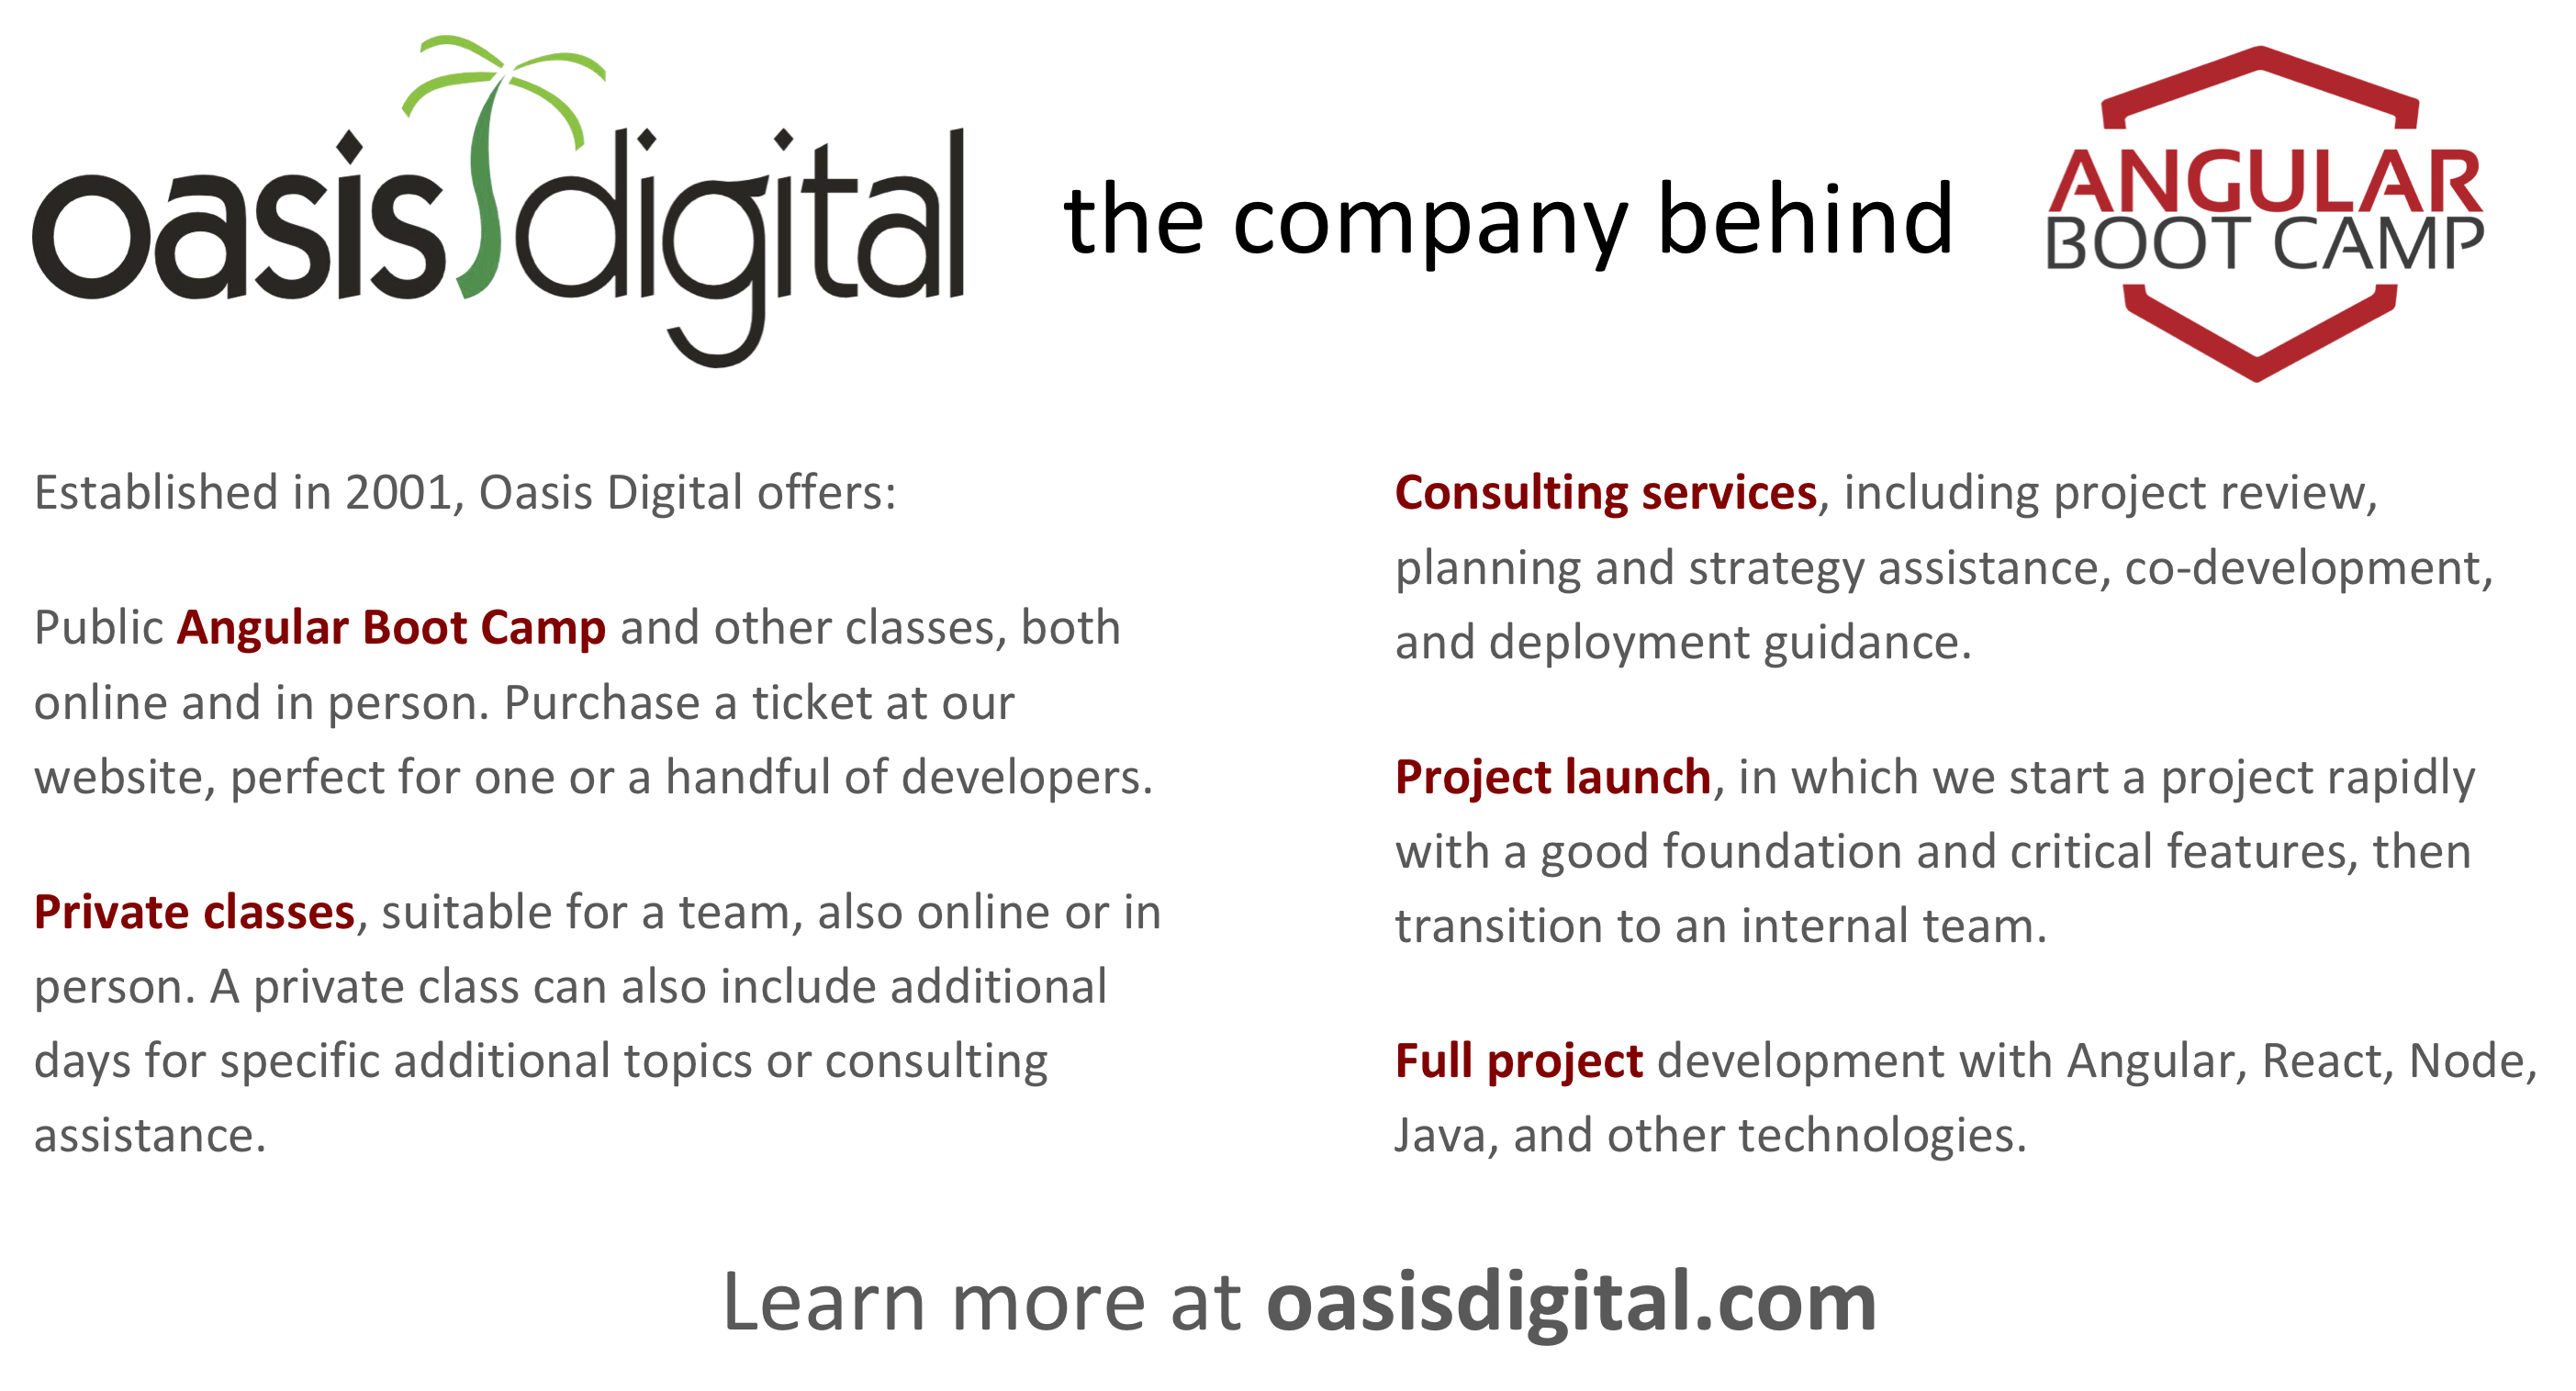 oasis digital the company behind ANGULAR
BOOT CAMP
Established in 2001, Oasis Digital offers:
Public Angular Boot Camp and other classes, both
online and in person. Purchase a ticket at our
website, perfect for one or a handful of developers.
Private classes, suitable for a team, also online or in
person. A private class can also include additional
days for specific additional topics or consulting
assistance.
Consulting services, including project review,
planning and strategy assistance, co-development,
and deployment guidance.
Project launch, in which we start a project rapidly
with a good foundation and critical features, then
transition to an internal team.
Full project development with Angular, React, Node,
Java, and other technologies.
Learn more at oasisdigital.com